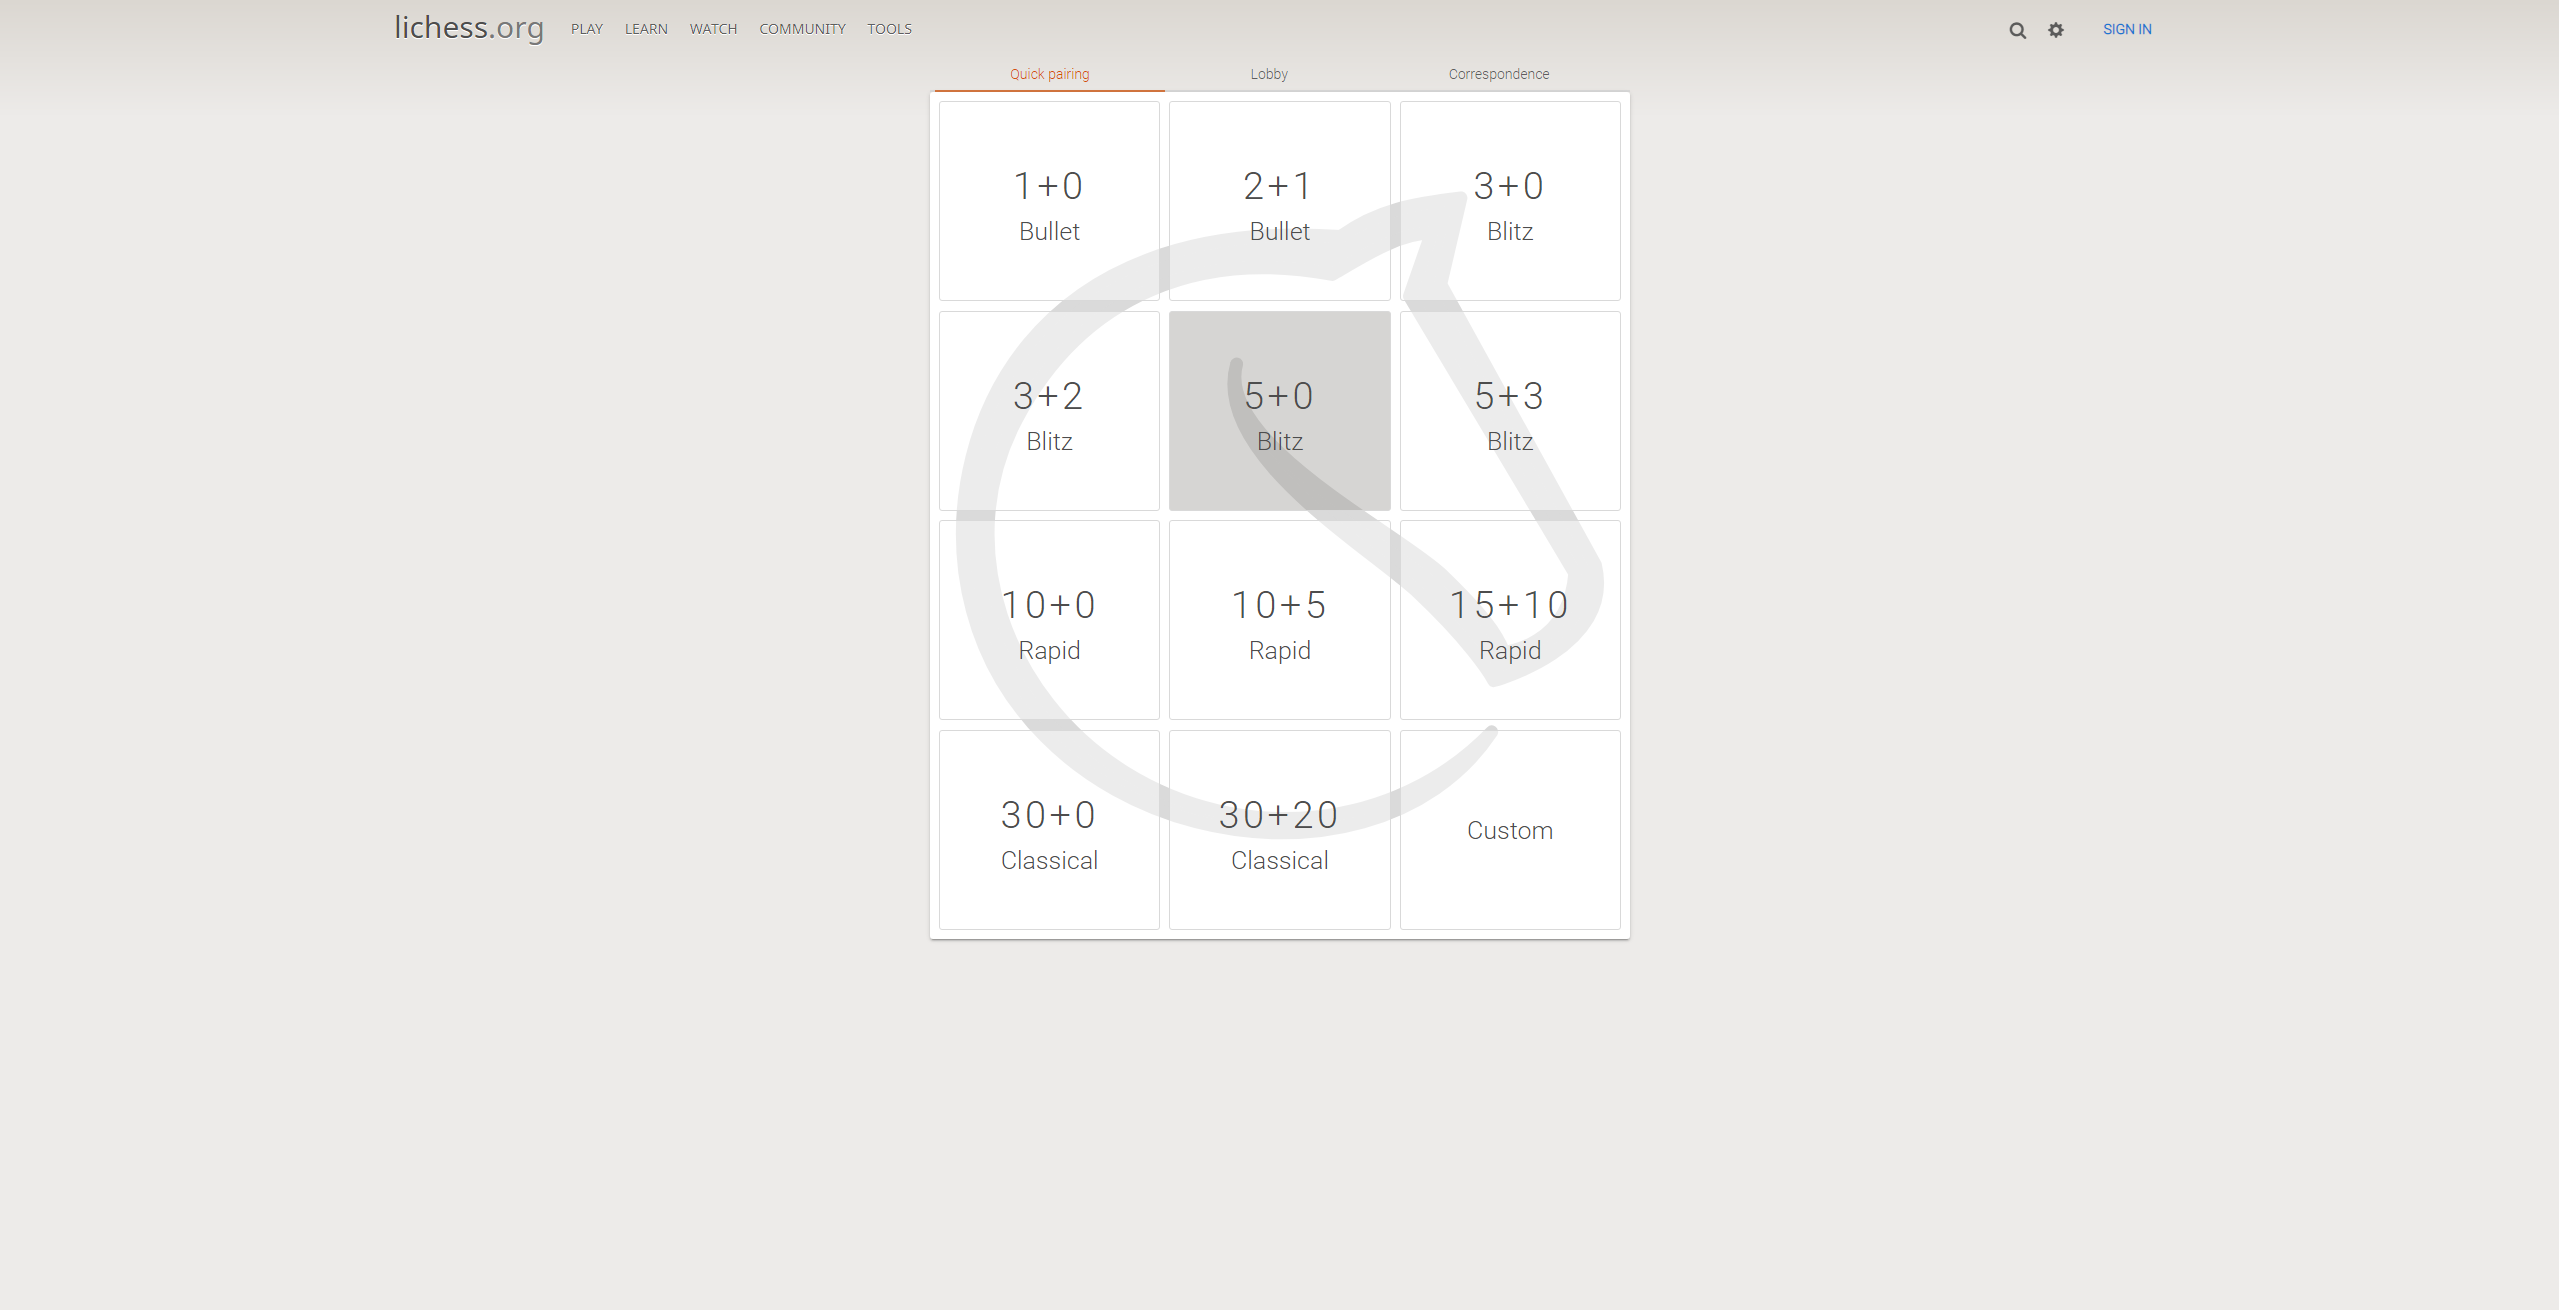 lichess.org PLAY LEARN WATCH COMMUNITY TOOLS SIGN IN
Quick pairing Lobby Correspondence
1+0
Bullet
2+1
Bullet
3+0
Blitz
3+2
Blitz
5+0
Blitz
5+3
Blitz
10+0
Rapid
10+5
Rapid
15+10
Rapid
30+0
Classical
30+20
Classical
Custom